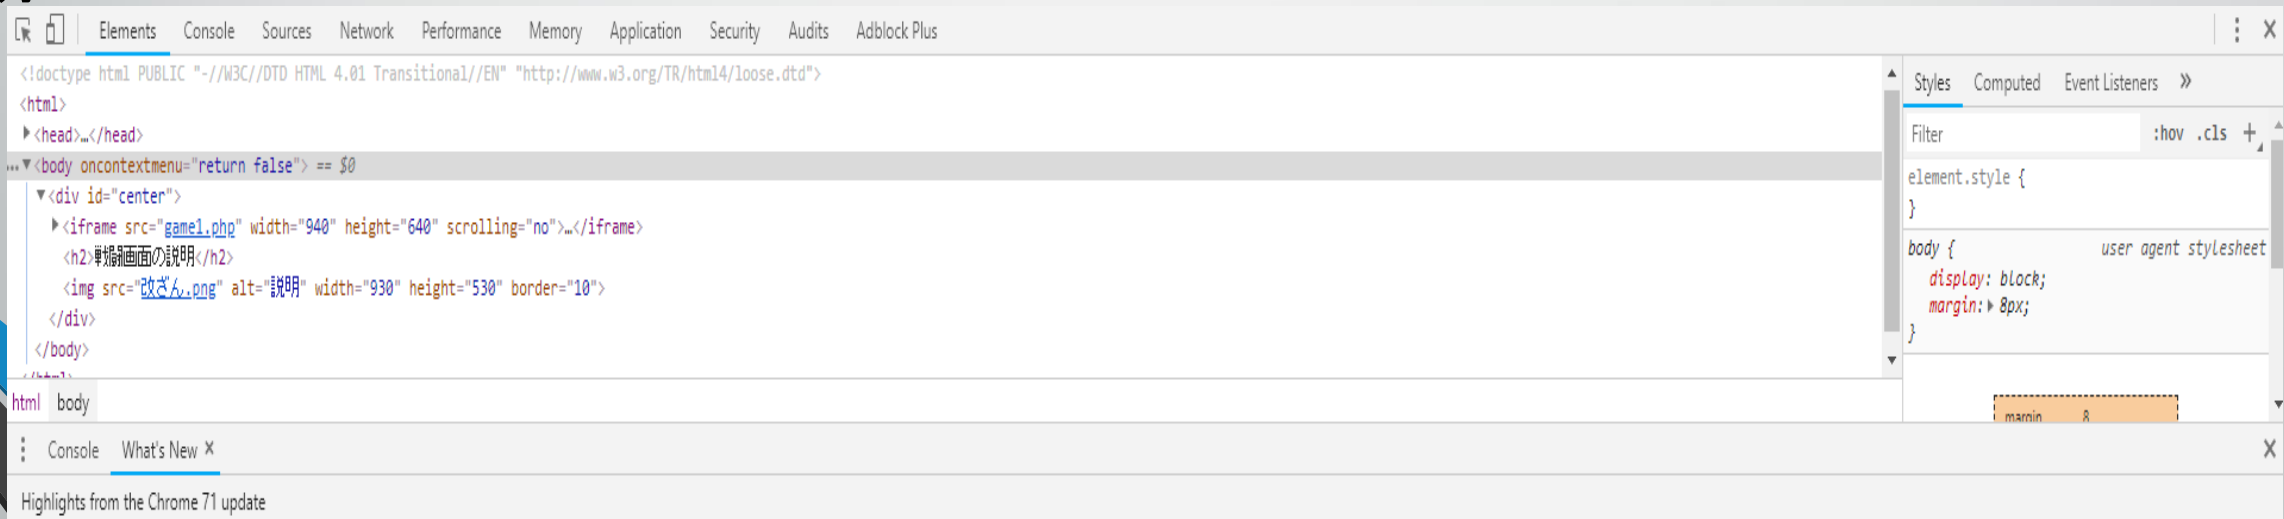 Elements Console Sources Network Performance Memory Application Security Audits Adblock Plus
<!doctype html PUBLIC "-//W3C//DTD HTML 4.01 Transitional//EN" "http://www.w3.org/TR/html4/loose.dtd">
<html>
<head>…</head>
…<body oncontextmenu="return false"> == $0
<div id="center">
<iframe src="game1.php" width="940" height="640" scrolling="no">…</iframe>
<h2>戦闘画面の説明</h2>
<img src="改ざん.png" alt="説明" width="930" height="530" border="10">
</div>
</body>
</html>
html body
Styles Computed Event Listeners »
Filter :hov .cls +
element.style {
}
body { user agent stylesheet
display: block;
margin: 8px;
}
margin 8
Console What's New ×
Highlights from the Chrome 71 update